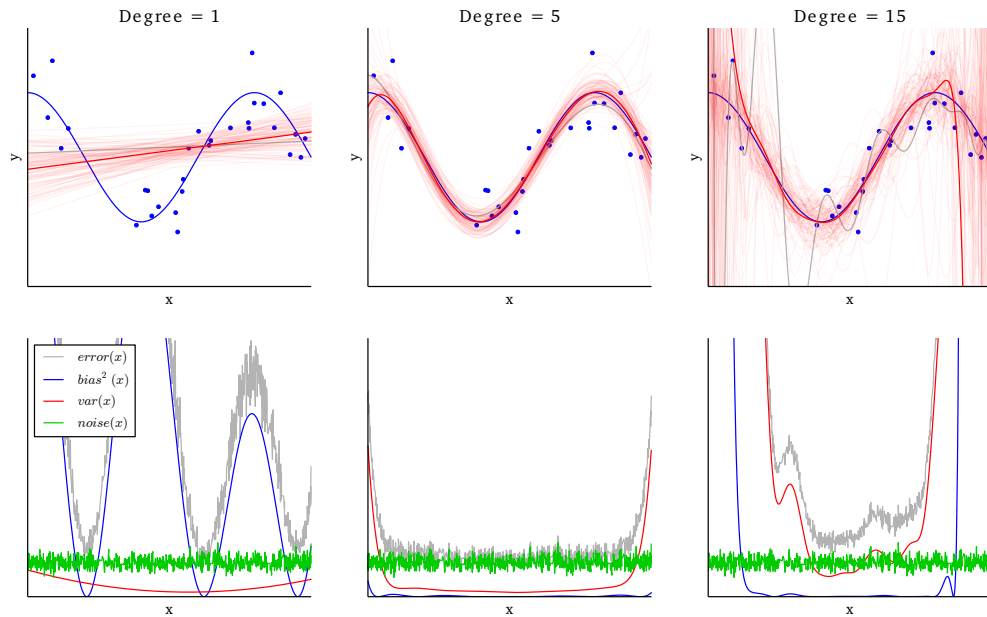 Degree = 1
Degree = 5
Degree = 15
y
y
y
x
x
x
error(x)
bias² (x)
var(x)
noise(x)
x
x
x